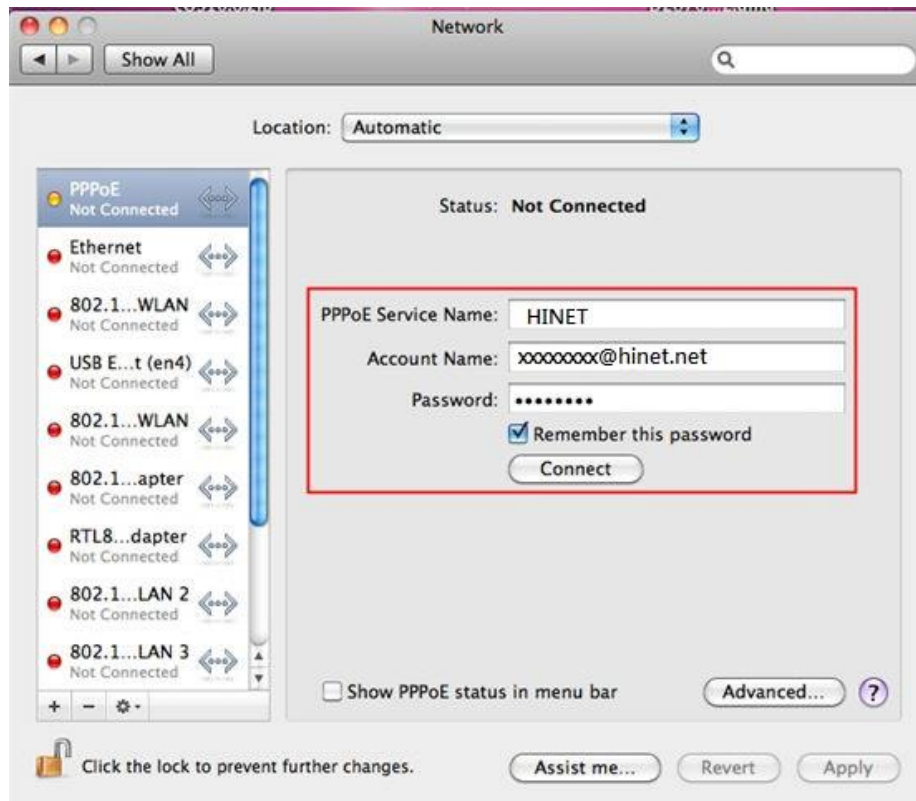 Network
Show All
Location: Automatic
PPPoE
Not Connected
Ethernet
Not Connected
802.1...WLAN
Not Connected
USB E...t (en4)
Not Connected
802.1...WLAN
Not Connected
802.1...apter
Not Connected
RTL8...dapter
Not Connected
802.1...LAN 2
Not Connected
802.1...LAN 3
Not Connected
Status: Not Connected
PPPoE Service Name: HINET
Account Name: xxxxxxxx@hinet.net
Password: ••••••••
Remember this password
Connect
Show PPPoE status in menu bar
Advanced...
?
Click the lock to prevent further changes.
Assist me...
Revert
Apply